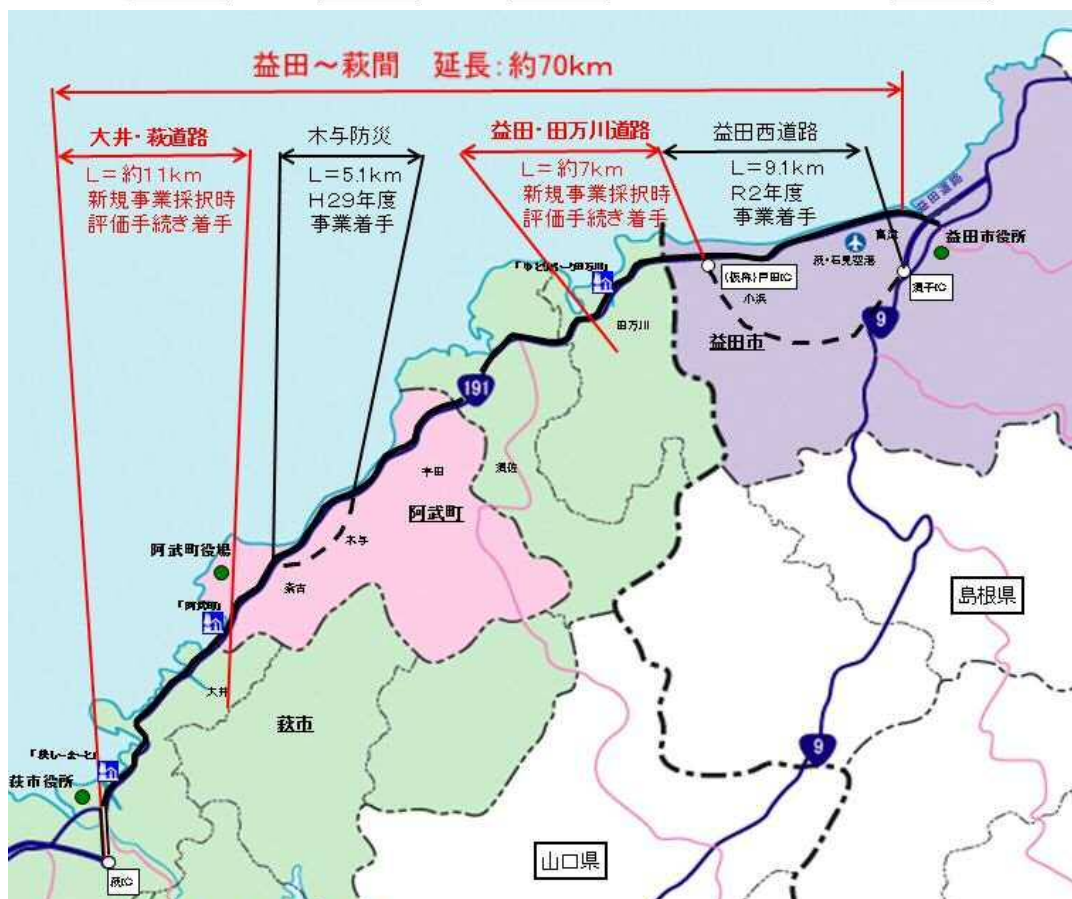 益田～萩間　延長：約70km
大井・萩道路
L＝約11km
新規事業採択時
評価手続き着手
木与防災
L＝5.1km
H29年度
事業着手
益田・田万川道路
L＝約7km
新規事業採択時
評価手続き着手
益田西道路
L＝9.1km
R2年度
事業着手
益田道路
高津
益田市役所
萩・石見空港
(仮称)戸田IC
須子IC
小浜
田万川
9
益田市
191
宇田
須佐
阿武町
木与
阿武町役場
奈古
「阿武町」
島根県
大井
萩市
9
「萩しーまーと」
萩市役所
山口県
萩IC